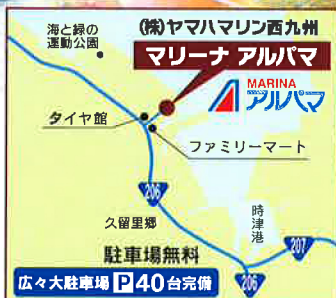 (株)ヤマハマリン西九州
マリーナ アルパマ
海と緑の
運動公園
MARINA
アルパマ
タイヤ館
ファミリーマート
206
久留里郷
時津港
207
駐車場無料
206
広々大駐車場 P 40台完備